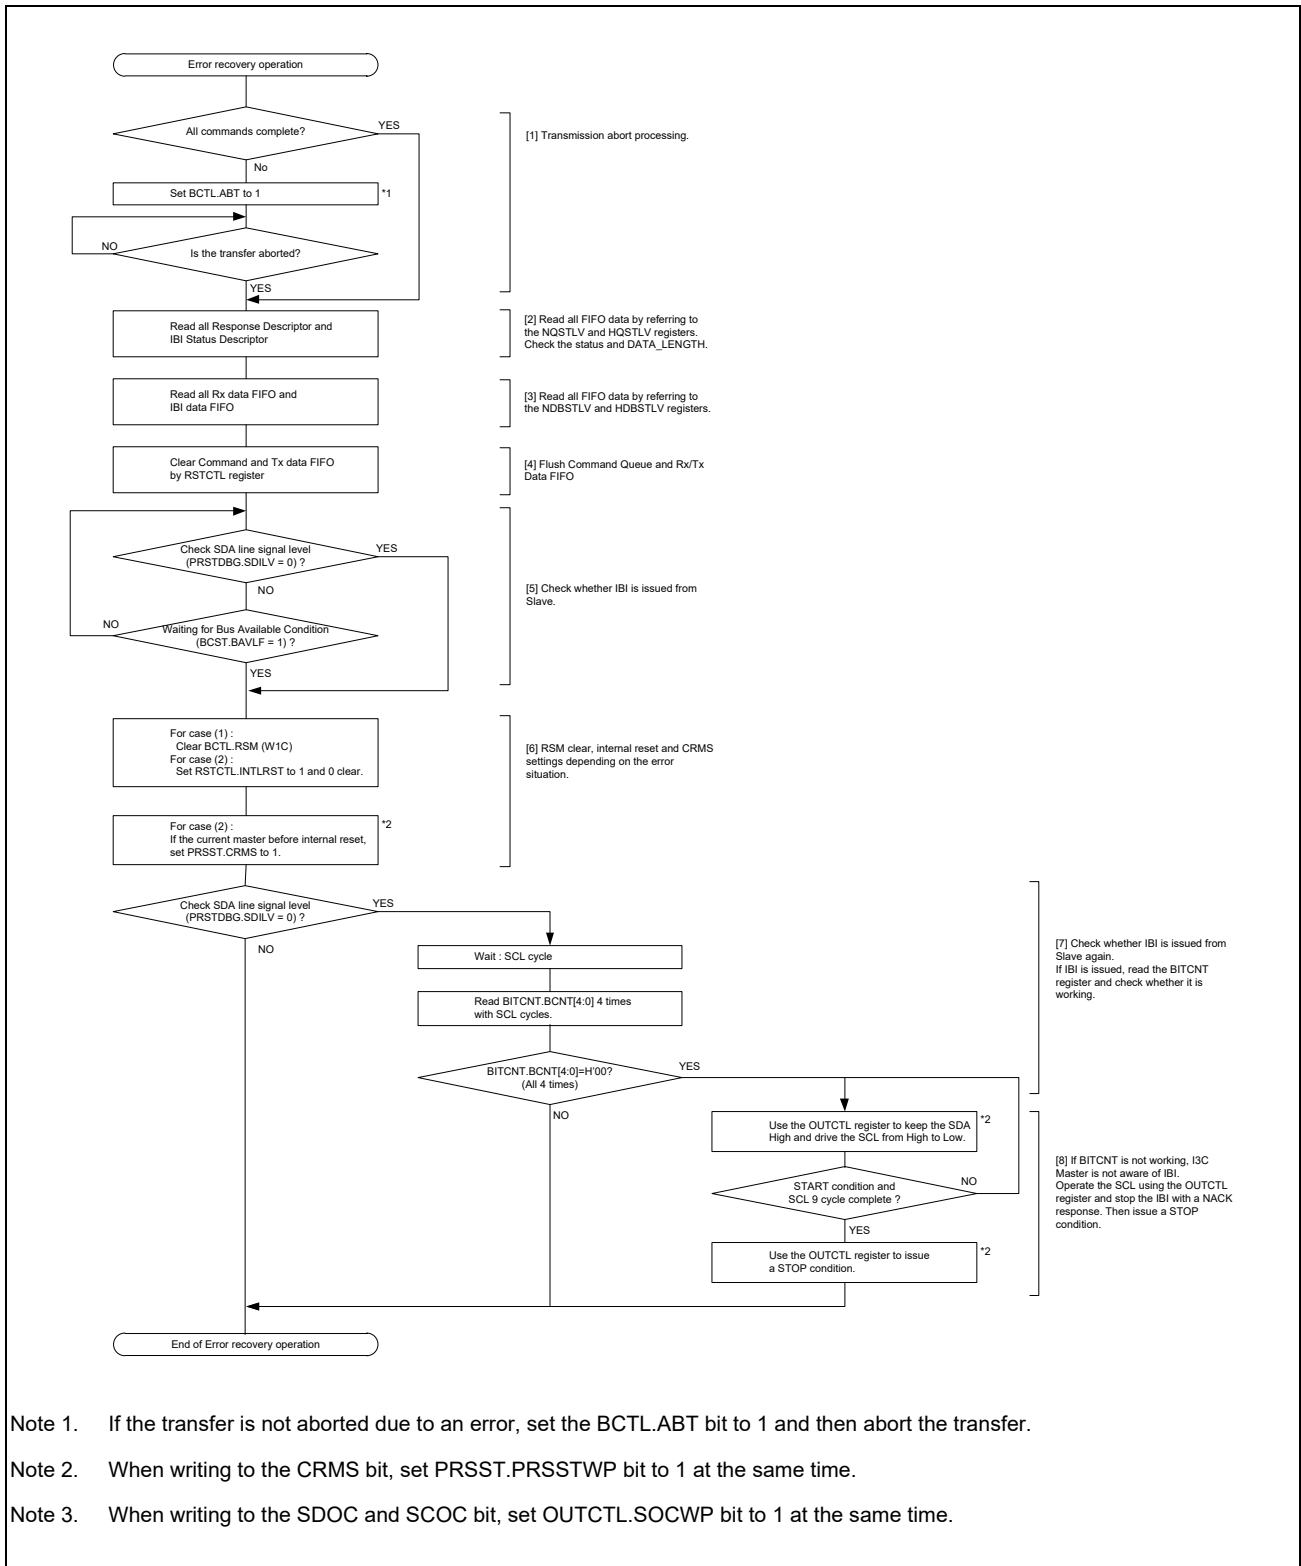 Error recovery operation
All commands complete?
YES
No
[1] Transmission abort processing.
Set BCTL.ABT to 1
*1
NO
Is the transfer aborted?
YES
Read all Response Descriptor and
IBI Status Descriptor
[2] Read all FIFO data by referring to
the NQSTLV and HQSTLV registers.
Check the status and DATA_LENGTH.
Read all Rx data FIFO and
IBI data FIFO
[3] Read all FIFO data by referring to
the NDBSTLV and HDBSTLV registers.
Clear Command and Tx data FIFO
by RSTCTL register
[4] Flush Command Queue and Rx/Tx
Data FIFO
Check SDA line signal level
(PRSTDBG.SDILV = 0) ?
YES
NO
[5] Check whether IBI is issued from
Slave.
NO
Waiting for Bus Available Condition
(BCST.BAVLF = 1) ?
YES
For case (1) :
Clear BCTL.RSM (W1C)
For case (2) :
Set RSTCTL.INTLRST to 1 and 0 clear.
[6] RSM clear, internal reset and CRMS
settings depending on the error
situation.
For case (2) :
If the current master before internal reset,
set PRSST.CRMS to 1.
*2
Check SDA line signal level
(PRSTDBG.SDILV = 0) ?
YES
NO
Wait : SCL cycle
[7] Check whether IBI is issued from
Slave again.
If IBI is issued, read the BITCNT
register and check whether it is
working.
Read BITCNT.BCNT[4:0] 4 times
with SCL cycles.
BITCNT.BCNT[4:0]=H'00?
(All 4 times)
YES
NO
Use the OUTCTL register to keep the SDA
High and drive the SCL from High to Low.
*2
[8] If BITCNT is not working, I3C
Master is not aware of IBI.
Operate the SCL using the OUTCTL
register and stop the IBI with a NACK
response. Then issue a STOP
condition.
START condition and
SCL 9 cycle complete ?
NO
YES
Use the OUTCTL register to issue
a STOP condition.
*2
End of Error recovery operation
Note 1. If the transfer is not aborted due to an error, set the BCTL.ABT bit to 1 and then abort the transfer.
Note 2. When writing to the CRMS bit, set PRSST.PRSSTWP bit to 1 at the same time.
Note 3. When writing to the SDOC and SCOC bit, set OUTCTL.SOCWP bit to 1 at the same time.